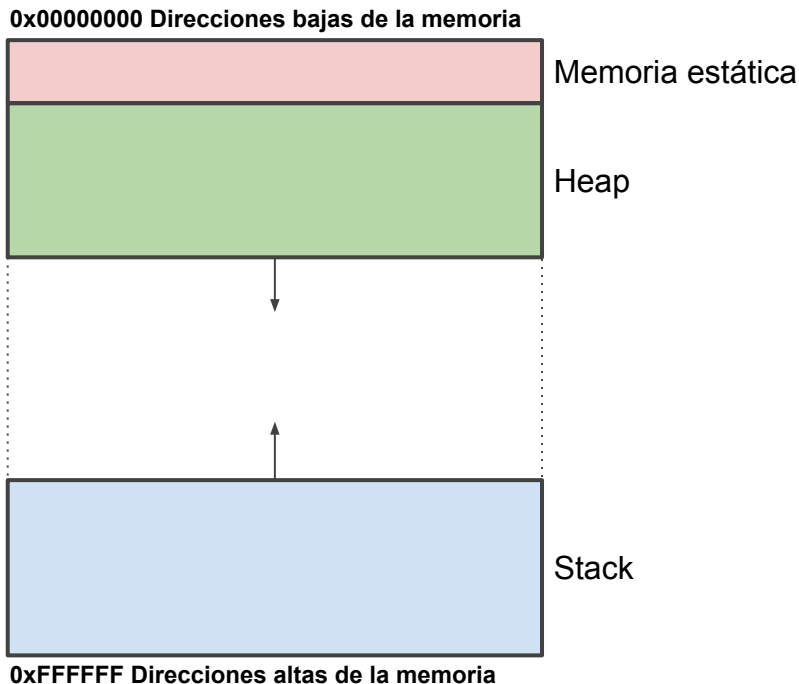 0x00000000 Direcciones bajas de la memoria
Memoria estática
Heap
Stack
0xFFFFFF Direcciones altas de la memoria